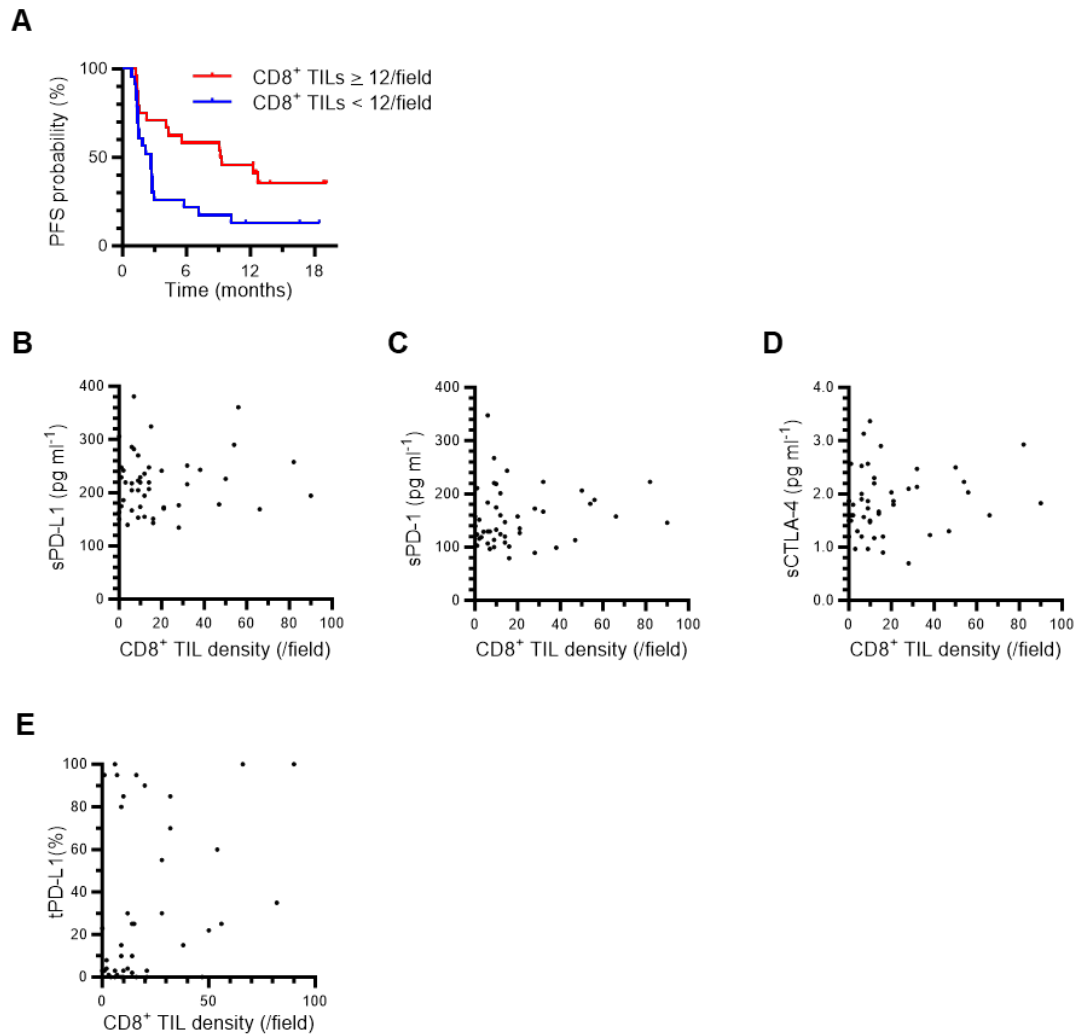 A
PFS probability (%)
100
50
0
0 6 12 18
Time (months)
CD8⁺ TILs ≥ 12/field
CD8⁺ TILs < 12/field
B
sPD-L1 (pg ml⁻¹)
400
300
200
100
0
0 20 40 60 80 100
CD8⁺ TIL density (/field)
C
sPD-1 (pg ml⁻¹)
400
300
200
100
0
0 20 40 60 80 100
CD8⁺ TIL density (/field)
D
sCTLA-4 (pg ml⁻¹)
4.0
3.0
2.0
1.0
0.0
0 20 40 60 80 100
CD8⁺ TIL density (/field)
E
tPD-L1(%)
100
80
60
40
20
0
0 50 100
CD8⁺ TIL density (/field)